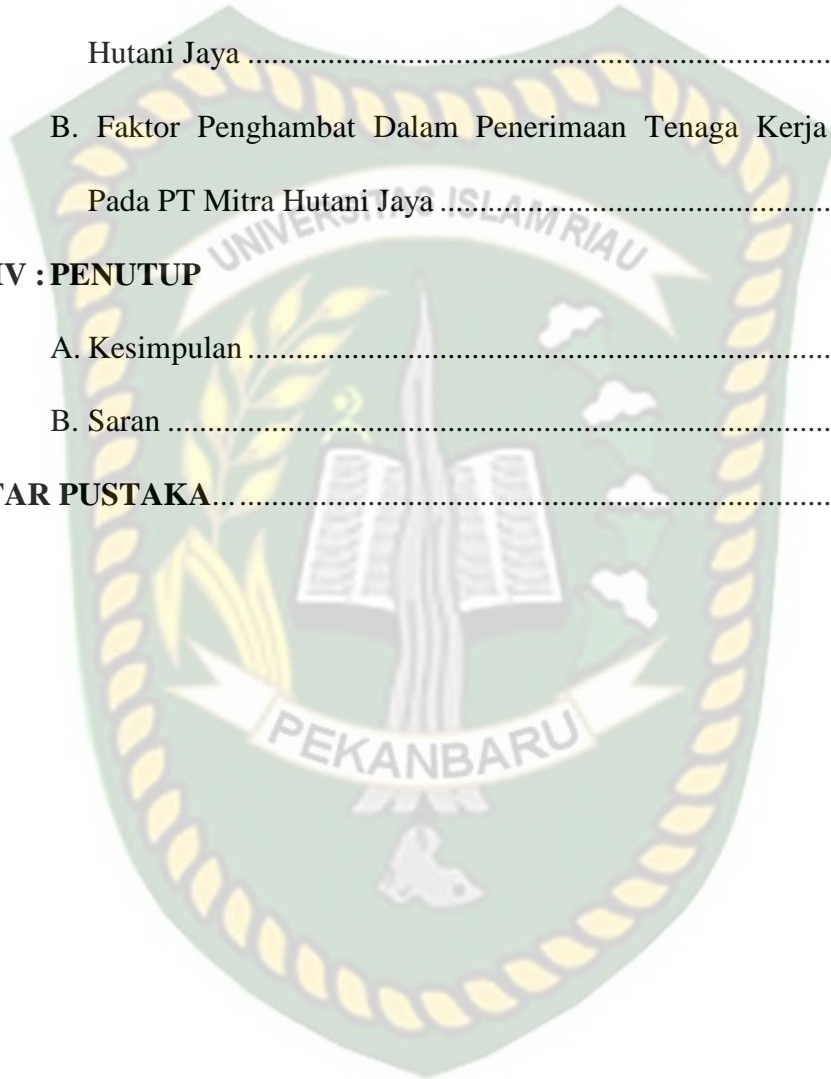 Hutani Jaya ......................................................................................
B. Faktor Penghambat Dalam Penerimaan Tenaga Kerja
Pada PT Mitra Hutani Jaya ..........................................................
UNIVERSITAS ISLAM RIAU
IV : PENUTUP
A. Kesimpulan ......................................................................................
B. Saran ..................................................................................................
TAR PUSTAKA...........................................................................................
PEKANBARU